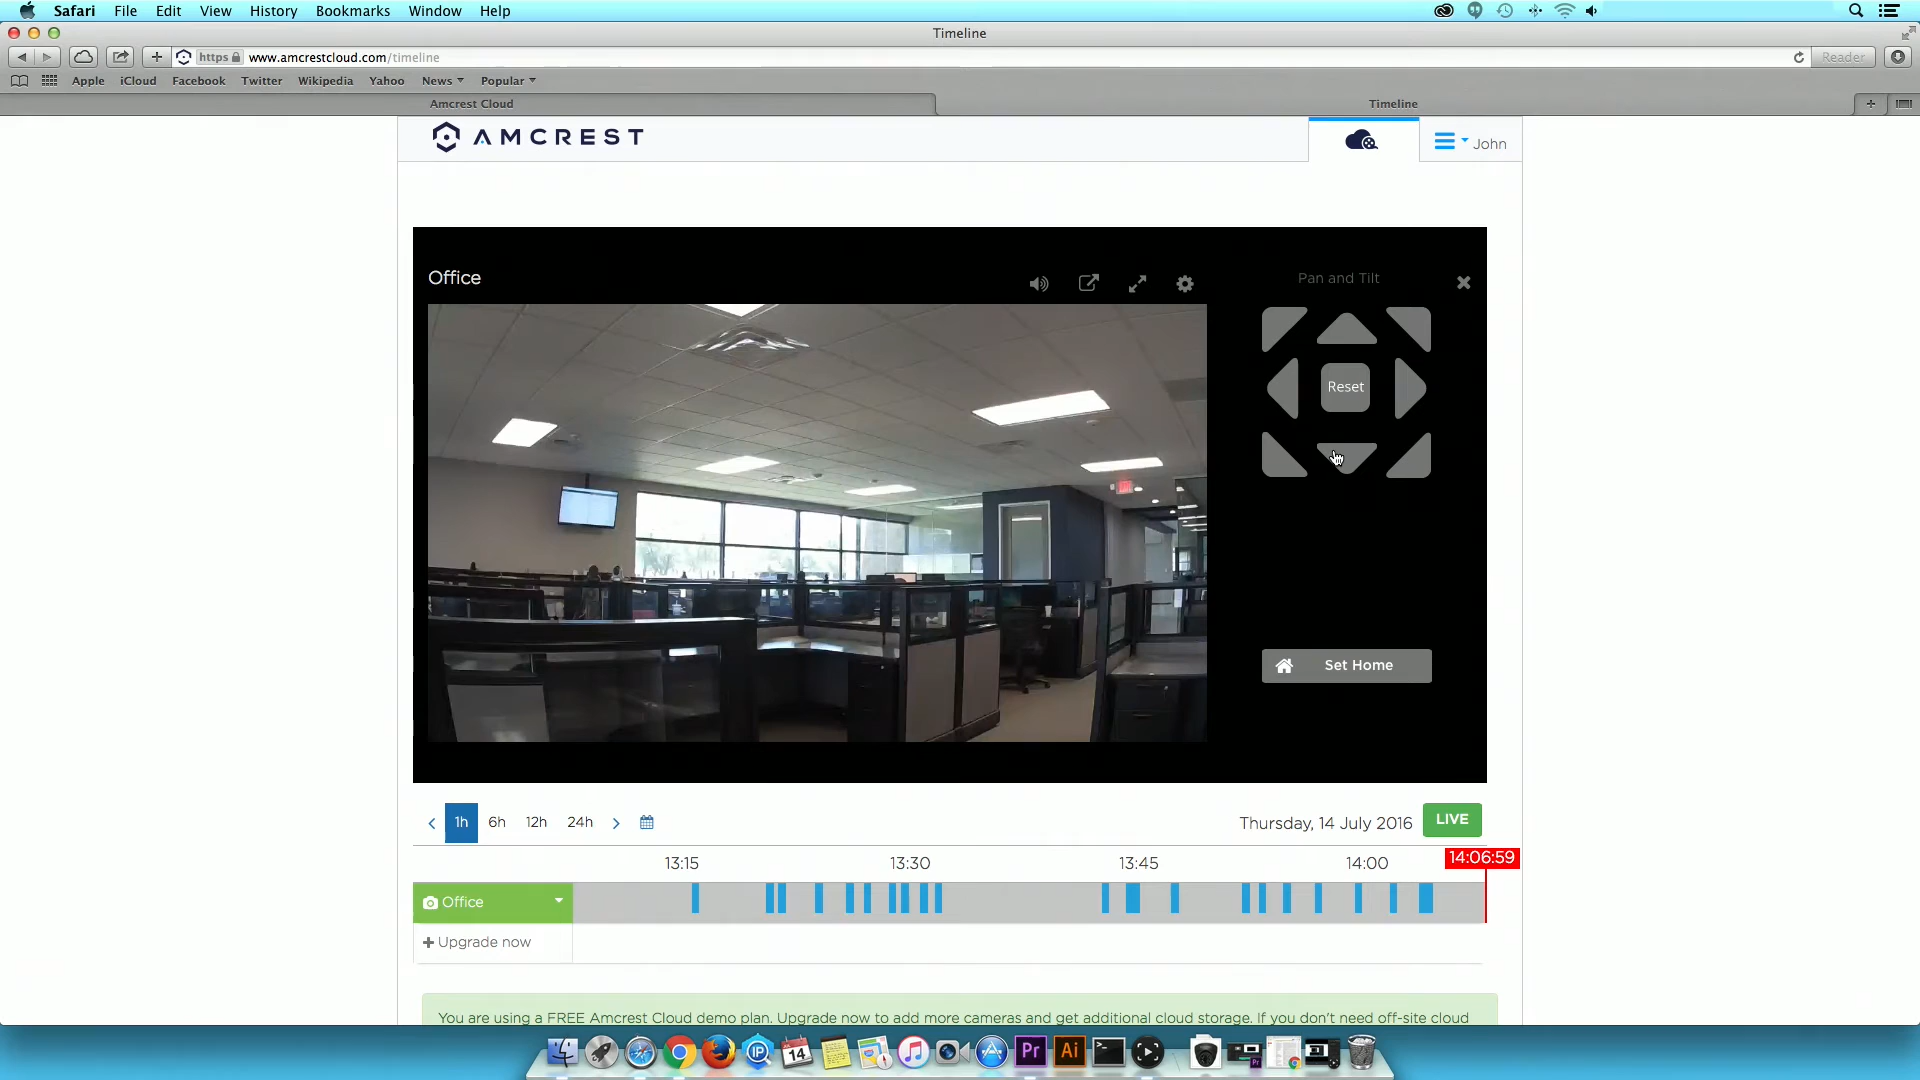 Safari File Edit View History Bookmarks Window Help
Timeline
https www.amcrestcloud.com/timeline Reader
Apple iCloud Facebook Twitter Wikipedia Yahoo News Popular
Amcrest Cloud Timeline
AMCREST John
Office Pan and Tilt
Reset
Set Home
1h 6h 12h 24h Thursday, 14 July 2016 LIVE
13:15 13:30 13:45 14:00 14:06:59
Office
Upgrade now
You are using a FREE Amcrest Cloud demo plan. Upgrade now to add more cameras and get additional cloud storage. If you don't need off-site cloud
IP 14 Pr Ai